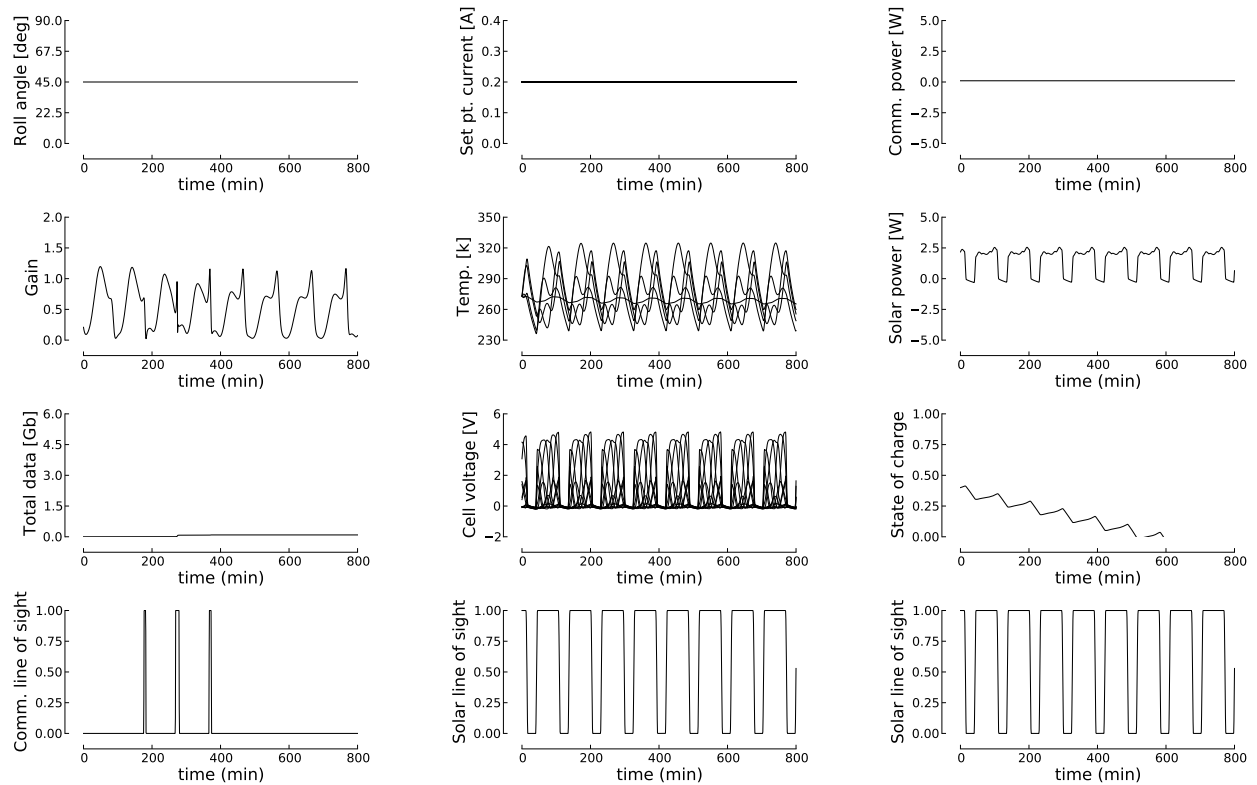 Roll angle [deg]
90.0
67.5
45.0
22.5
0.0
0 200 400 600 800
time (min)
Set pt. current [A]
0.4
0.3
0.2
0.1
0.0
0 200 400 600 800
time (min)
Comm. power [W]
5.0
2.5
0.0
−2.5
−5.0
0 200 400 600 800
time (min)
Gain
2.0
1.5
1.0
0.5
0.0
0 200 400 600 800
time (min)
Temp. [k]
350
320
290
260
230
0 200 400 600 800
time (min)
Solar power [W]
5.0
2.5
0.0
−2.5
−5.0
0 200 400 600 800
time (min)
Total data [Gb]
6.0
4.5
3.0
1.5
0.0
0 200 400 600 800
time (min)
Cell voltage [V]
6
4
2
0
−2
0 200 400 600 800
time (min)
State of charge
1.00
0.75
0.50
0.25
0.00
0 200 400 600 800
time (min)
Comm. line of sight
1.00
0.75
0.50
0.25
0.00
0 200 400 600 800
time (min)
Solar line of sight
1.00
0.75
0.50
0.25
0.00
0 200 400 600 800
time (min)
Solar line of sight
1.00
0.75
0.50
0.25
0.00
0 200 400 600 800
time (min)